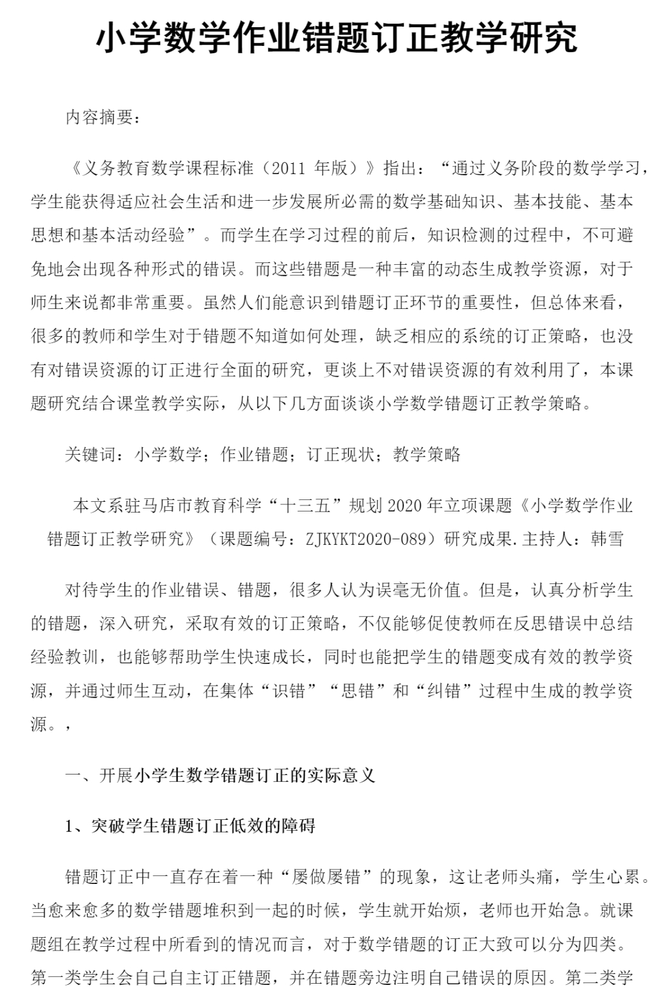 小学数学作业错题订正教学研究
内容摘要：
《义务教育数学课程标准（2011 年版）》指出：“通过义务阶段的数学学习，
学生能获得适应社会生活和进一步发展所必需的数学基础知识、基本技能、基本
思想和基本活动经验”。而学生在学习过程的前后，知识检测的过程中，不可避
免地会出现各种形式的错误。而这些错题是一种丰富的动态生成教学资源，对于
师生来说都非常重要。虽然人们能意识到错题订正环节的重要性，但总体来看，
很多的教师和学生对于错题不知道如何处理，缺乏相应的系统的订正策略，也没
有对错误资源的订正进行全面的研究，更谈上不对错误资源的有效利用了，本课
题研究结合课堂教学实际，从以下几方面谈谈小学数学错题订正教学策略。
关键词：小学数学；作业错题；订正现状；教学策略
本文系驻马店市教育科学“十三五”规划 2020 年立项课题《小学数学作业
错题订正教学研究》（课题编号：ZJKYKT2020-089）研究成果.主持人：韩雪
对待学生的作业错误、错题，很多人认为误毫无价值。但是，认真分析学生
的错题，深入研究，采取有效的订正策略，不仅能够促使教师在反思错误中总结
经验教训，也能够帮助学生快速成长，同时也能把学生的错题变成有效的教学资
源，并通过师生互动，在集体“识错”“思错”和“纠错”过程中生成的教学资
源。，
一、开展小学生数学错题订正的实际意义
1、突破学生错题订正低效的障碍
错题订正中一直存在着一种“屡做屡错”的现象，这让老师头痛，学生心累。
当愈来愈多的数学错题堆积到一起的时候，学生就开始烦，老师也开始急。就课
题组在教学过程中所看到的情况而言，对于数学错题的订正大致可以分为四类。
第一类学生会自己自主订正错题，并在错题旁边注明自己错误的原因。第二类学